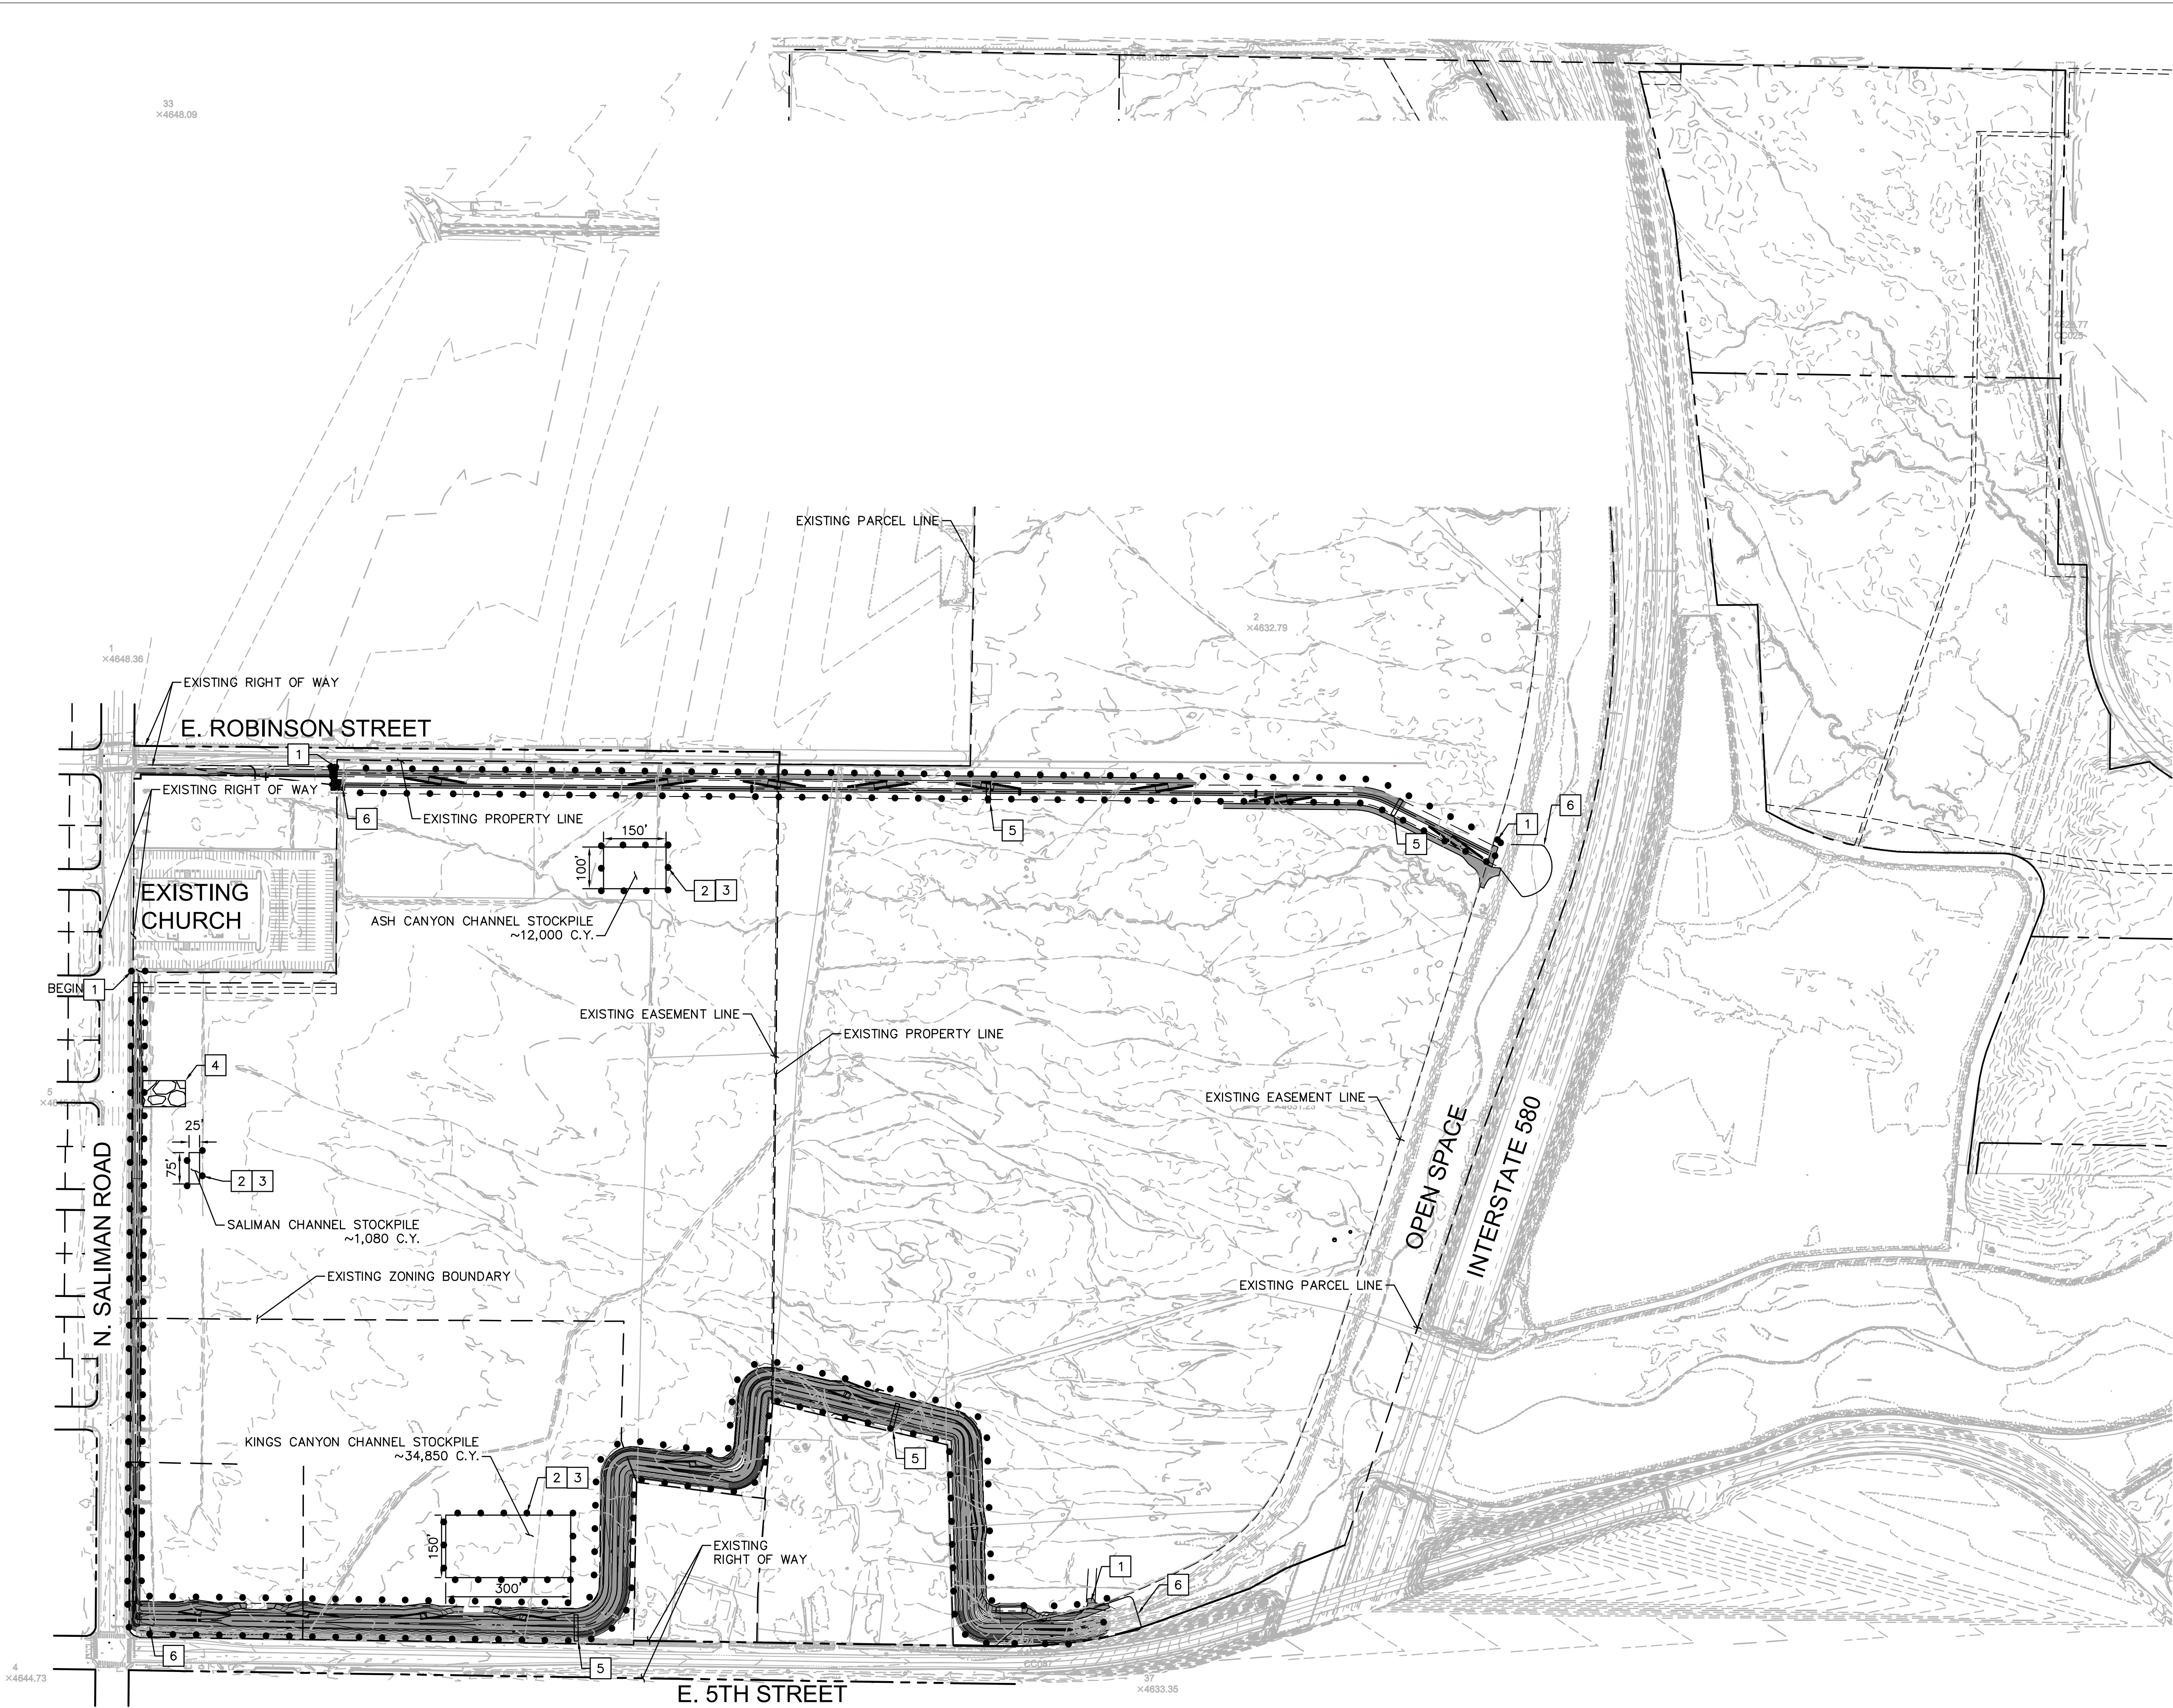 ×4636.58
33
×4648.09
EXISTING PARCEL LINE
2
×4632.79
1
×4648.36
EXISTING RIGHT OF WAY
E. ROBINSON STREET
1
EXISTING RIGHT OF WAY
EXISTING PROPERTY LINE
6
5
5
1
6
150'
100'
2 3
EXISTING
CHURCH
ASH CANYON CHANNEL STOCKPILE
~12,000 C.Y.
BEGIN
1
EXISTING EASEMENT LINE
EXISTING PROPERTY LINE
4
5
25'
75'
2 3
EXISTING EASEMENT LINE
OPEN SPACE
INTERSTATE 580
N. SALIMAN ROAD
SALIMAN CHANNEL STOCKPILE
~1,080 C.Y.
EXISTING ZONING BOUNDARY
EXISTING PARCEL LINE
KINGS CANYON CHANNEL STOCKPILE
~34,850 C.Y.
5
2 3
150'
300'
EXISTING
RIGHT OF WAY
1
6
6
5
4
×4644.73
37
×4633.35
E. 5TH STREET